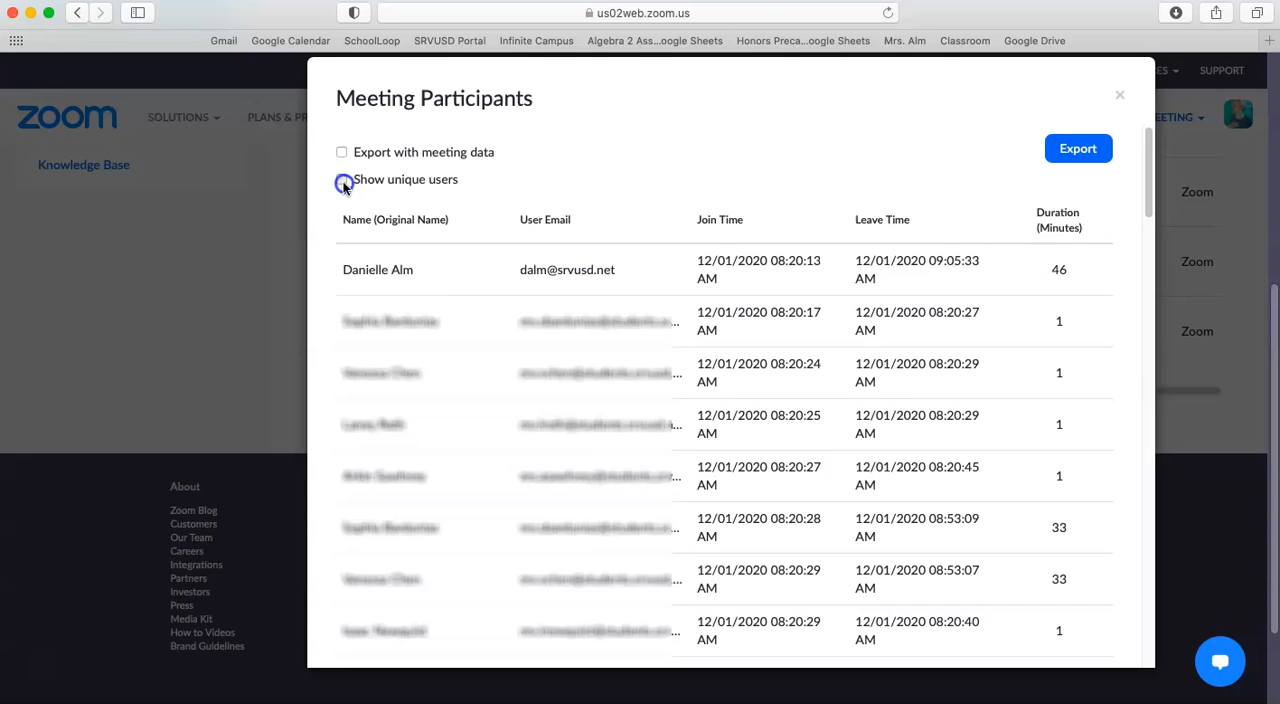 us02web.zoom.us
Gmail Google Calendar SchoolLoop SRVUSD Portal Infinite Campus Algebra 2 Ass...oogle Sheets Honors Preca...oogle Sheets Mrs. Alm Classroom Google Drive
ES SUPPORT
zoom SOLUTIONS PLANS & PR EETING
Knowledge Base
Meeting Participants
Export with meeting data
Export
Show unique users
Name (Original Name) User Email Join Time Leave Time Duration (Minutes)
Danielle Alm dalm@srvusd.net 12/01/2020 08:20:13 AM 12/01/2020 09:05:33 AM 46
12/01/2020 08:20:17 AM 12/01/2020 08:20:27 AM 1
12/01/2020 08:20:24 AM 12/01/2020 08:20:29 AM 1
12/01/2020 08:20:25 AM 12/01/2020 08:20:29 AM 1
12/01/2020 08:20:27 AM 12/01/2020 08:20:45 AM 1
12/01/2020 08:20:28 AM 12/01/2020 08:53:09 AM 33
12/01/2020 08:20:29 AM 12/01/2020 08:53:07 AM 33
12/01/2020 08:20:29 AM 12/01/2020 08:20:40 AM 1
Zoom
Zoom
Zoom
About
Zoom Blog
Customers
Our Team
Careers
Integrations
Partners
Investors
Press
Media Kit
How to Videos
Brand Guidelines